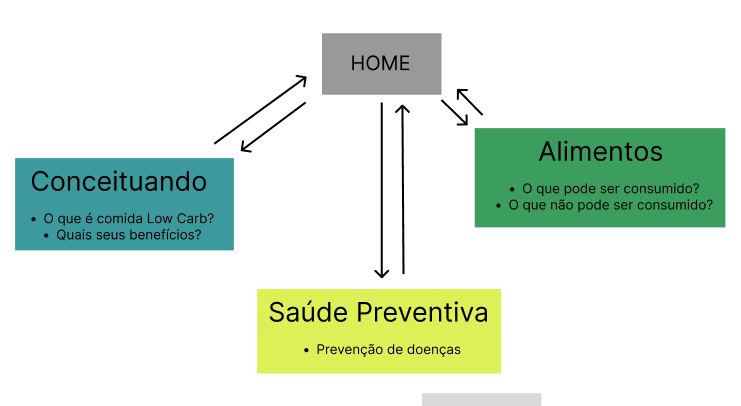 HOME
Conceituando
• O que é comida Low Carb?
• Quais seus benefícios?
Alimentos
• O que pode ser consumido?
• O que não pode ser consumido?
Saúde Preventiva
• Prevenção de doenças